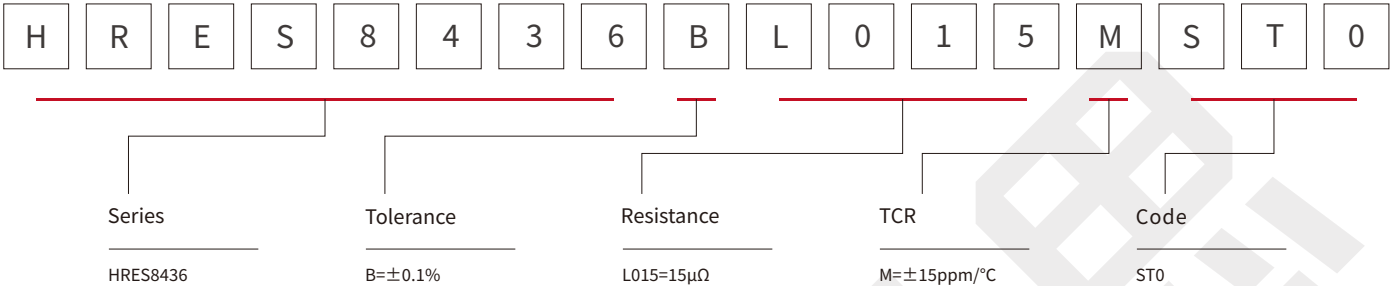 H R E S 8 4 3 6 B L 0 1 5 M S T 0
Series Tolerance Resistance TCR Code
HRES8436 B=±0.1% L015=15μΩ M=±15ppm/°C ST0